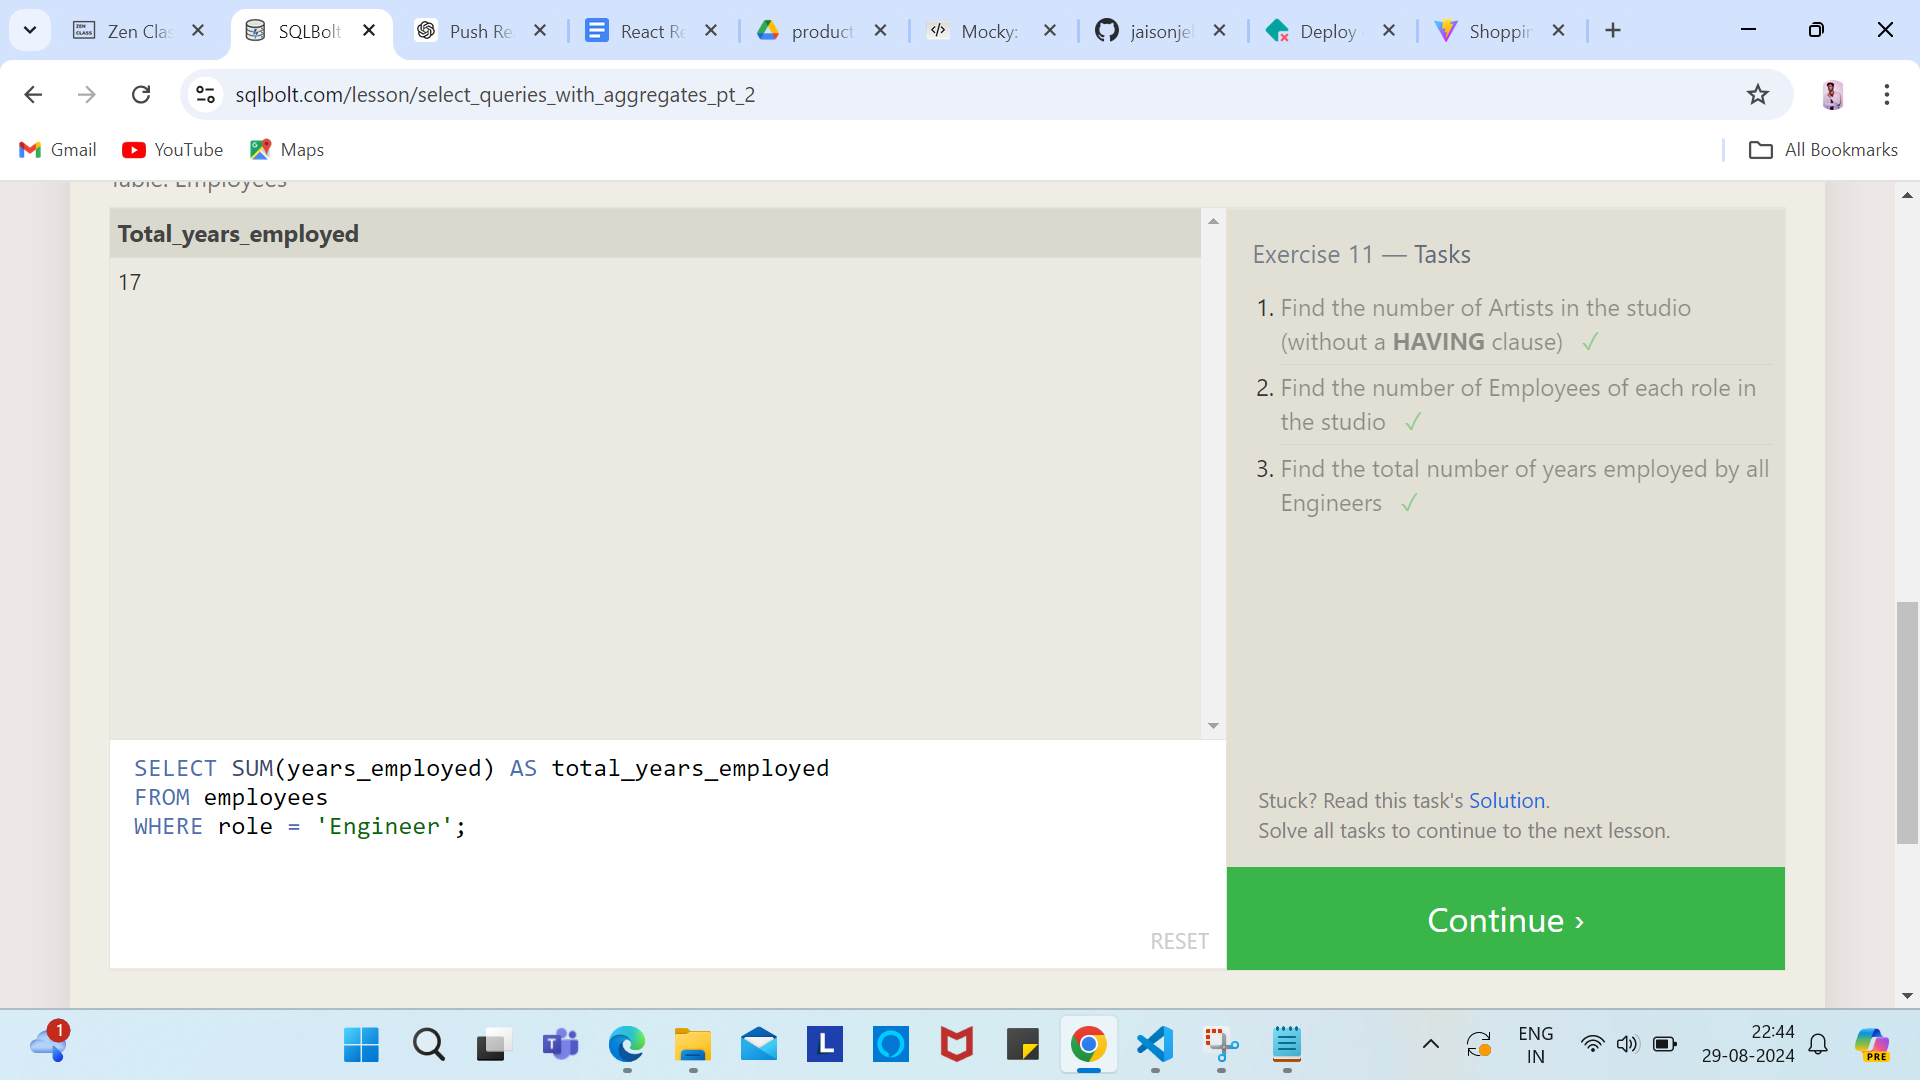 Zen Clas
SQLBolt
Push Re
React Re
product
Mocky:
jaisonjel
Deploy
Shoppin
sqlbolt.com/lesson/select_queries_with_aggregates_pt_2
Gmail
YouTube
Maps
All Bookmarks
Table: Employees
Total_years_employed
17
Exercise 11 — Tasks
1. Find the number of Artists in the studio
(without a HAVING clause) ✓
2. Find the number of Employees of each role in
the studio ✓
3. Find the total number of years employed by all
Engineers ✓
SELECT SUM(years_employed) AS total_years_employed
FROM employees
WHERE role = 'Engineer';
RESET
Stuck? Read this task's Solution.
Solve all tasks to continue to the next lesson.
Continue ›
1
L
ENG
IN
22:44
29-08-2024
PRE